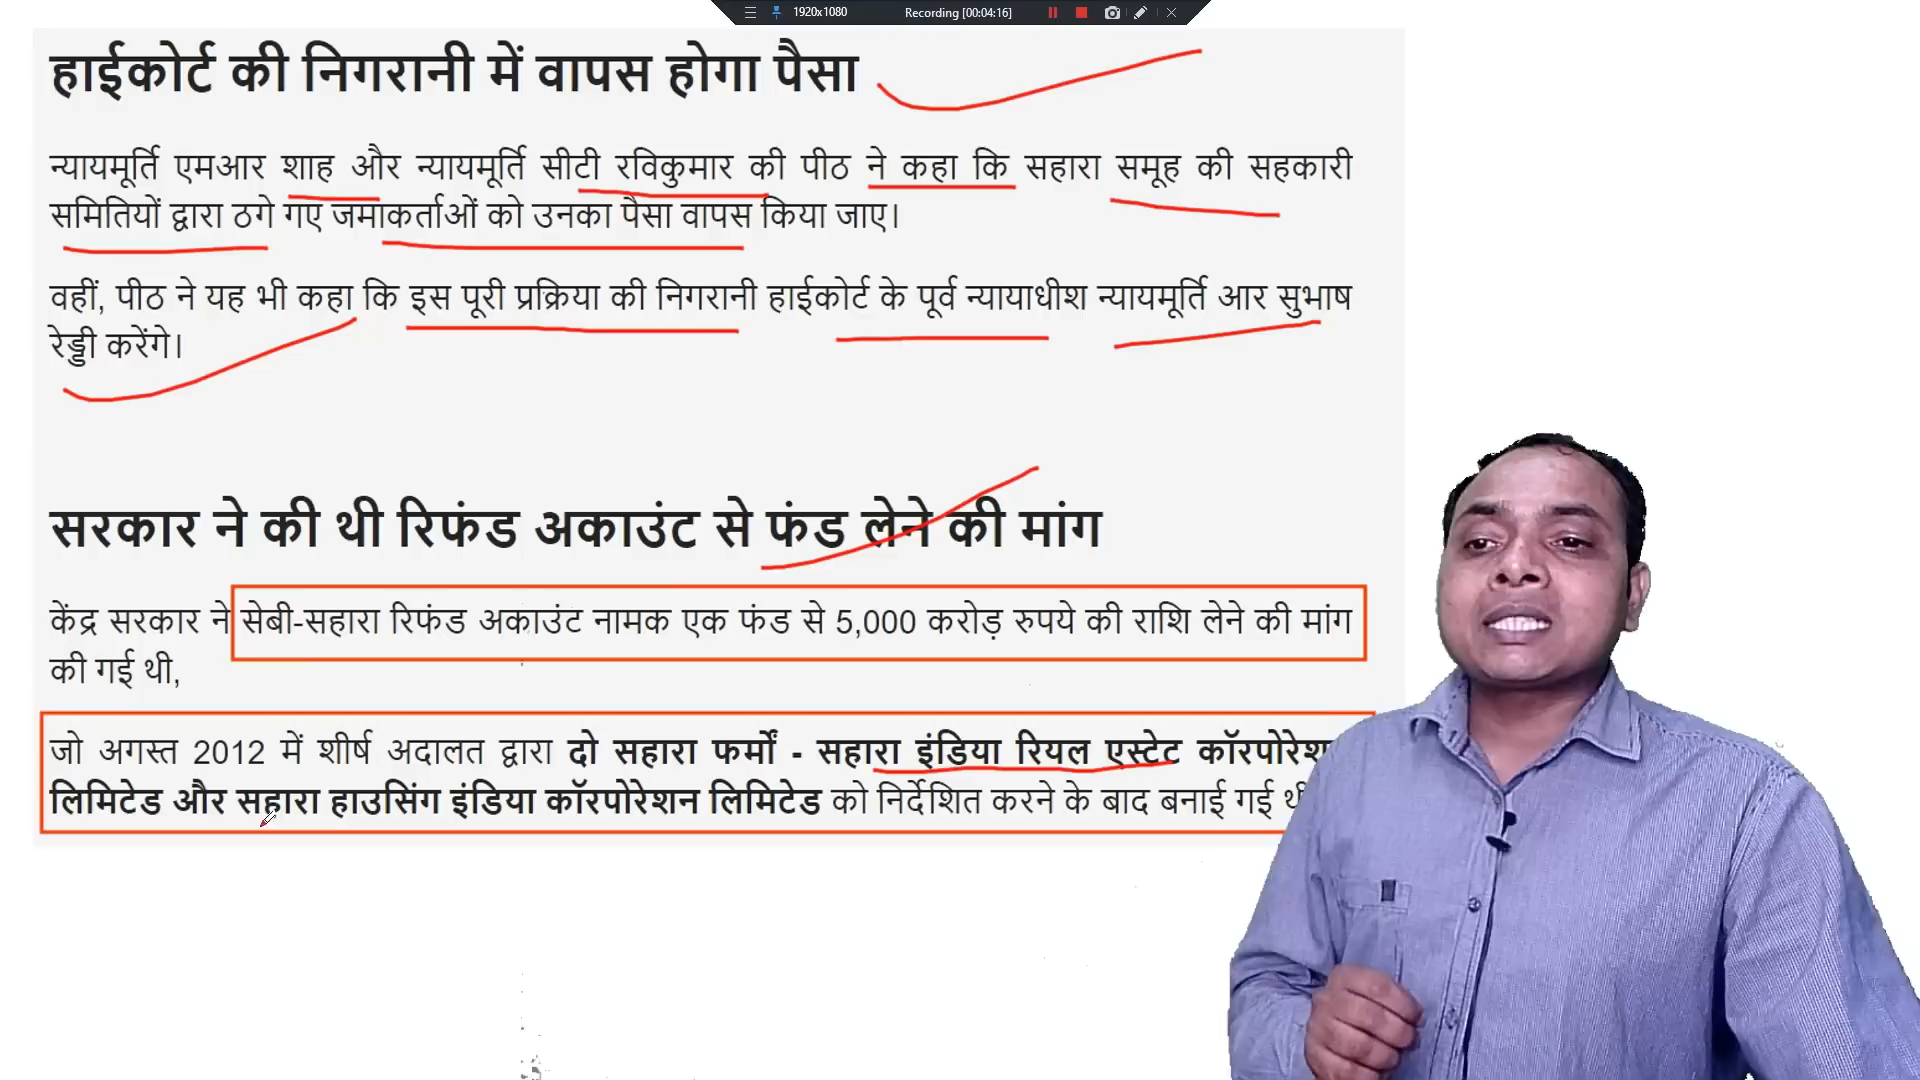 1920x1080 Recording [00:04:16]
हाईकोर्ट की निगरानी में वापस होगा पैसा
न्यायमूर्ति एमआर शाह और न्यायमूर्ति सीटी रविकुमार की पीठ ने कहा कि सहारा समूह की सहकारी
समितियों द्वारा ठगे गए जमाकर्ताओं को उनका पैसा वापस किया जाए।
वहीं, पीठ ने यह भी कहा कि इस पूरी प्रक्रिया की निगरानी हाईकोर्ट के पूर्व न्यायाधीश न्यायमूर्ति आर सुभाष
रेड्डी करेंगे।
सरकार ने की थी रिफंड अकाउंट से फंड लेने की मांग
केंद्र सरकार ने सेबी-सहारा रिफंड अकाउंट नामक एक फंड से 5,000 करोड़ रुपये की राशि लेने की मांग
की गई थी,
जो अगस्त 2012 में शीर्ष अदालत द्वारा दो सहारा फर्मों - सहारा इंडिया रियल एस्टेट
लिमिटेड और सहारा हाउसिंग इंडिया कॉरपोरेशन लिमिटेड को निर्देशित करने के बाद बनाई गई